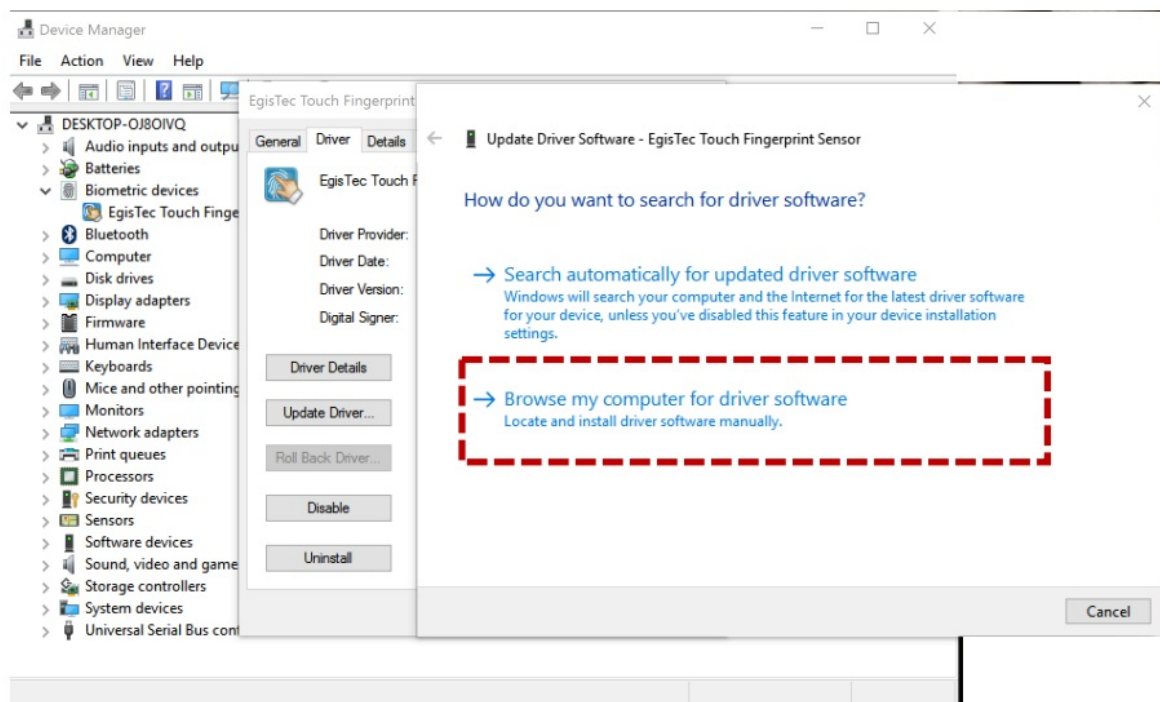 Device Manager
File Action View Help
DESKTOP-OJ8OIVQ
Audio inputs and outpu
Batteries
Biometric devices
EgisTec Touch Finge
Bluetooth
Computer
Disk drives
Display adapters
Firmware
Human Interface Device
Keyboards
Mice and other pointing
Monitors
Network adapters
Print queues
Processors
Security devices
Sensors
Software devices
Sound, video and game
Storage controllers
System devices
Universal Serial Bus cont
EgisTec Touch Fingerprint
General Driver Details
EgisTec Touch F
Driver Provider:
Driver Date:
Driver Version:
Digital Signer:
Driver Details
Update Driver...
Roll Back Driver...
Disable
Uninstall
Update Driver Software - EgisTec Touch Fingerprint Sensor
How do you want to search for driver software?
Search automatically for updated driver software
Windows will search your computer and the Internet for the latest driver software
for your device, unless you've disabled this feature in your device installation
settings.
Browse my computer for driver software
Locate and install driver software manually.
Cancel